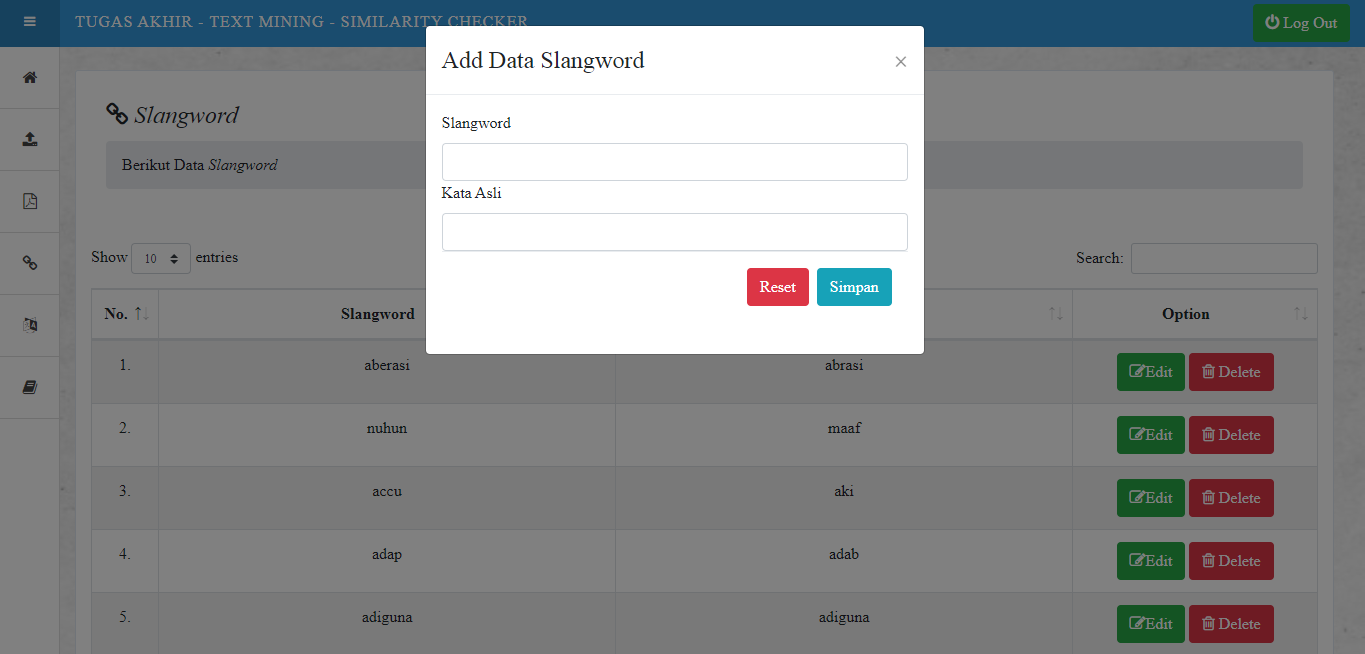 TUGAS AKHIR - TEXT MINING - SIMILARITY CHECKER
Log Out
Add Data Slangword
×
Slangword
Kata Asli
Reset Simpan
Slangword
Berikut Data Slangword
Show 10 entries
Search:
No. Slangword Option
1. aberasi abrasi Edit Delete
2. nuhun maaf Edit Delete
3. accu aki Edit Delete
4. adap adab Edit Delete
5. adiguna adiguna Edit Delete